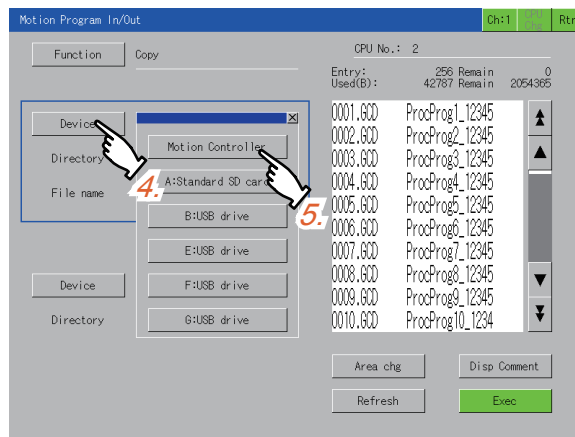 Motion Program In/Out
Ch:1
CPU Chg
Rtr
Function
Copy
CPU No.: 2
Entry: 256 Remain 0
Used(B): 42787 Remain 2054365
Device
Directory
File name
4.
Motion Controller
A:Standard SD card
B:USB drive
E:USB drive
F:USB drive
G:USB drive
5.
0001.GCD ProcProg1_12345
0002.GCD ProcProg2_12345
0003.GCD ProcProg3_12345
0004.GCD ProcProg4_12345
0005.GCD ProcProg5_12345
0006.GCD ProcProg6_12345
0007.GCD ProcProg7_12345
0008.GCD ProcProg8_12345
0009.GCD ProcProg9_12345
0010.GCD ProcProg10_1234
Device
Directory
Area chg
Disp Comment
Refresh
Exec